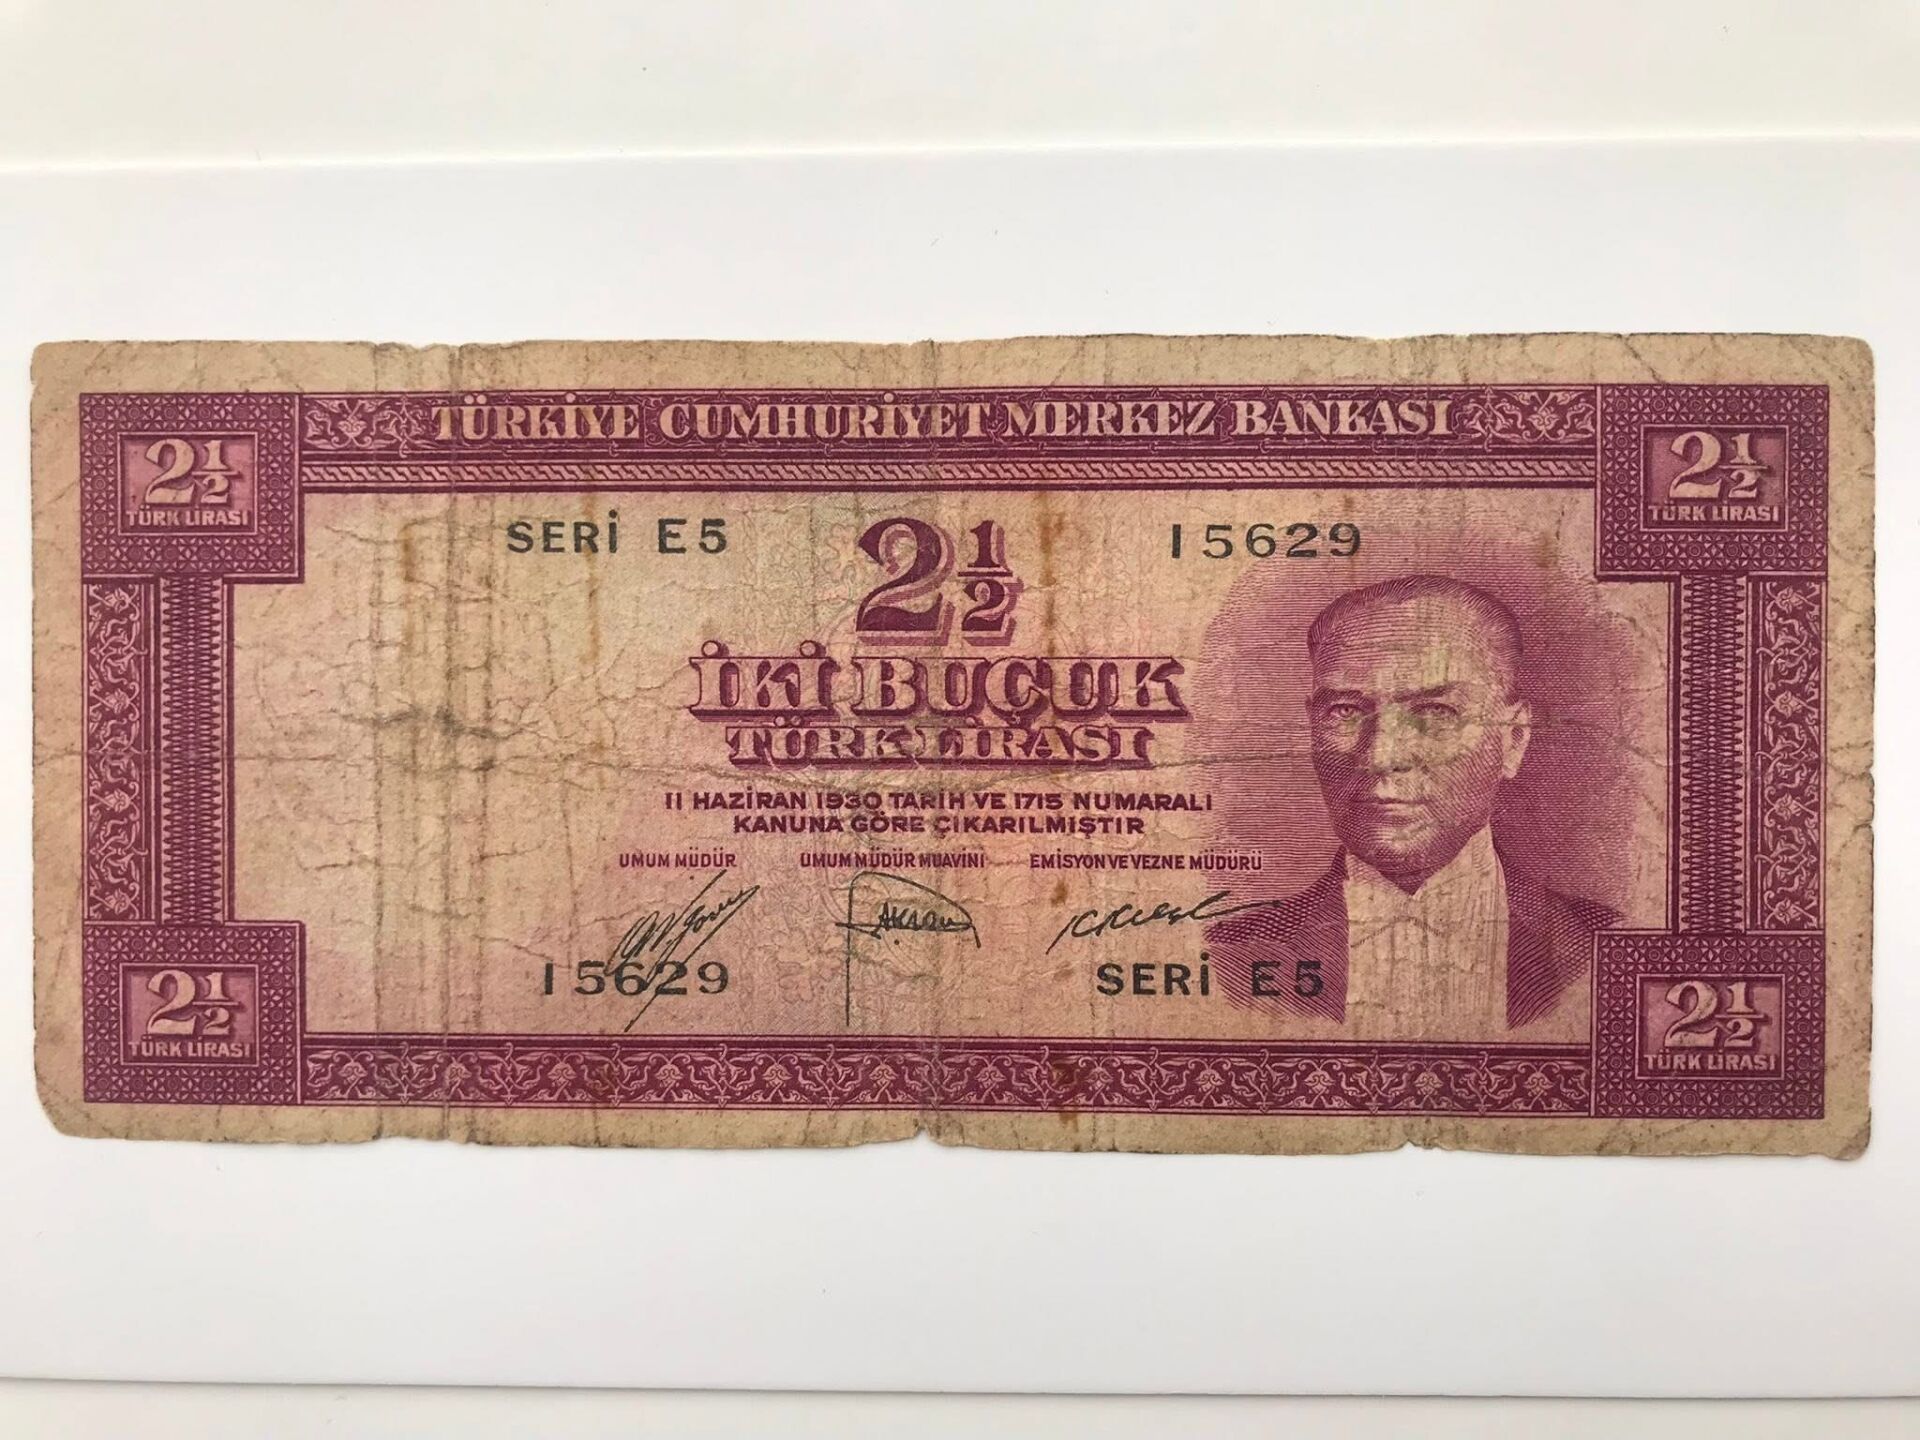 TÜRKİYE CUMHURİYET MERKEZ BANKASI
2½ TÜRK LİRASI
2½ TÜRK LİRASI
SERİ E5
2½
15629
İKİ BUÇUK
TÜRK LİRASI
11 HAZİRAN 1930 TARİH VE 1715 NUMARALI
KANUNA GÖRE ÇIKARILMIŞTIR
UMUM MÜDÜR UMUM MÜDÜR MUAVİNİ EMİSYON VE VEZNE MÜDÜRÜ
15629
SERİ E5
2½ TÜRK LİRASI
2½ TÜRK LİRASI